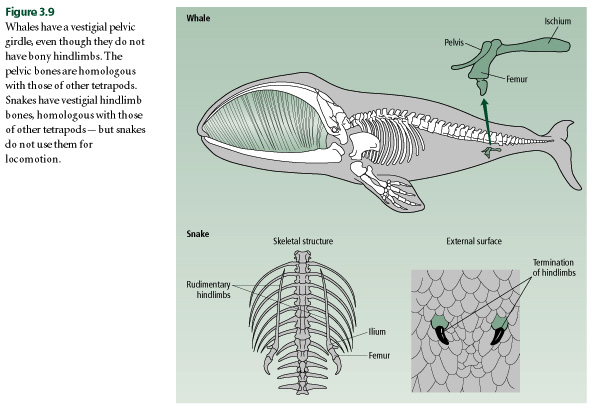 Figure 3.9
Whales have a vestigial pelvic
girdle, even though they do not
have bony hindlimbs. The
pelvic bones are homologous
with those of other tetrapods.
Snakes have vestigial hindlimb
bones, homologous with those
of other tetrapods — but snakes
do not use them for
locomotion.
Whale
Ischium
Pelvis
Femur
Snake
Skeletal structure
External surface
Rudimentary
hindlimbs
Ilium
Femur
Termination
of hindlimbs